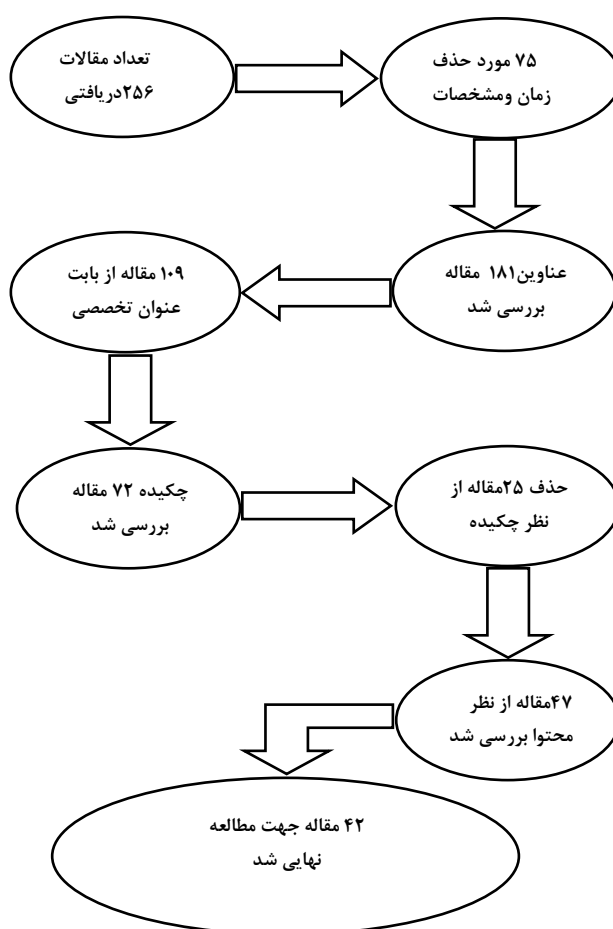 تعداد مقالات
دریافتی ۲۵۶
۷۵ مورد حذف
زمان ومشخصات
عناوین۱۸۱ مقاله
بررسی شد
۱۰۹ مقاله از بابت
عنوان تخصصی
چکیده ۷۲ مقاله
بررسی شد
حذف ۲۵مقاله از
نظر چکیده
۴۷مقاله از نظر
محتوا بررسی شد
۴۲ مقاله جهت مطالعه
نهایی شد